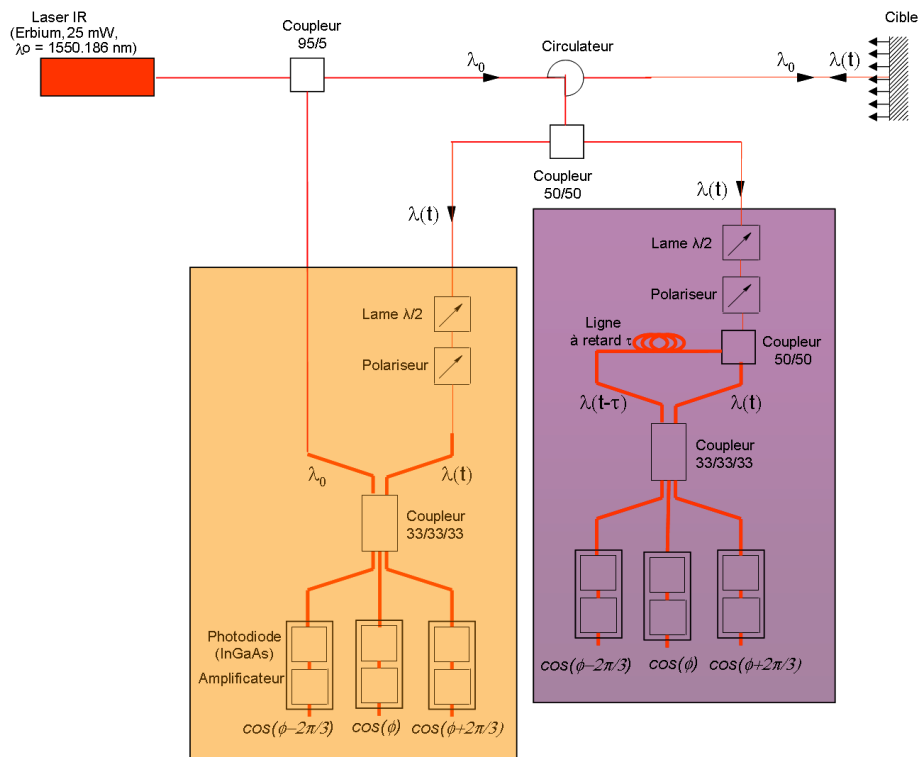 Laser IR
(Erbium, 25 mW,
λo = 1550.186 nm)
Coupleur
95/5
Circulateur
Cible
λ0
λ0
λ(t)
Coupleur
50/50
λ(t)
λ(t)
Lame λ/2
Polariseur
Ligne
à retard τ
Coupleur
50/50
λ(t-τ)
λ(t)
Coupleur
33/33/33
cos(ϕ-2π/3)
cos(ϕ)
cos(ϕ+2π/3)
Lame λ/2
Polariseur
λ0
λ(t)
Coupleur
33/33/33
Photodiode
(InGaAs)
Amplificateur
cos(ϕ-2π/3)
cos(ϕ)
cos(ϕ+2π/3)